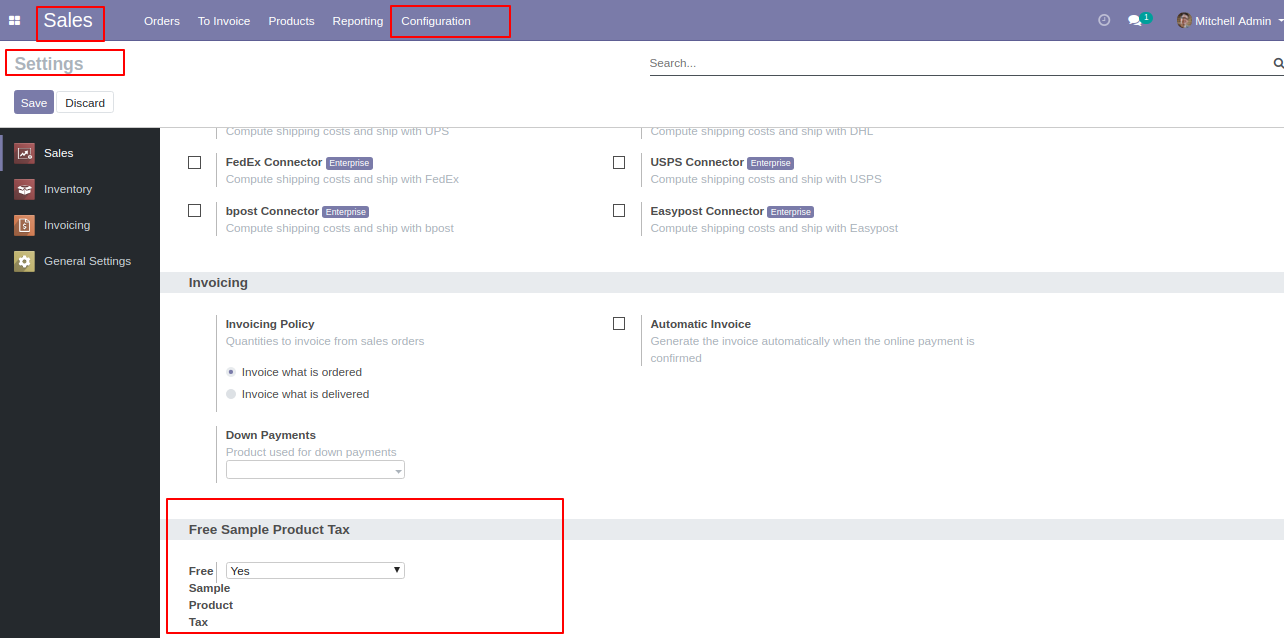 Sales Orders To Invoice Products Reporting Configuration 1 Mitchell Admin
Settings Search...
Save Discard
Sales
Inventory
Invoicing
General Settings
Compute shipping costs and ship with UPS Compute shipping costs and ship with DHL
FedEx Connector Enterprise USPS Connector Enterprise
Compute shipping costs and ship with FedEx Compute shipping costs and ship with USPS
bpost Connector Enterprise Easypost Connector Enterprise
Compute shipping costs and ship with bpost Compute shipping costs and ship with Easypost
Invoicing
Invoicing Policy
Quantities to invoice from sales orders
Invoice what is ordered
Invoice what is delivered
Automatic Invoice
Generate the invoice automatically when the online payment is
confirmed
Down Payments
Product used for down payments
Free Sample Product Tax
Free Yes
Sample
Product
Tax